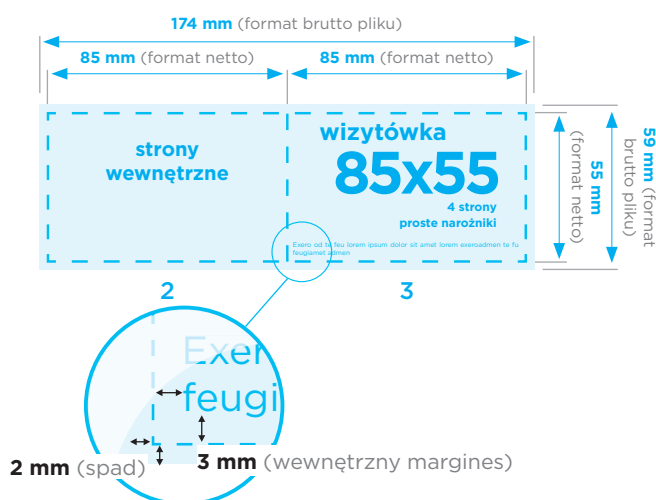 174 mm (format brutto pliku)
85 mm (format netto)
85 mm (format netto)
strony
wewnętrzne
wizytówka
85x55
4 strony
proste narożniki
Exero od te feu lorem ipsum dolor sit amet lorem exeroadmen te fu
feugiamet admen
55 mm
(format netto)
59 mm (format
brutto pliku)
2
3
Exer
feugi
2 mm (spad)
3 mm (wewnętrzny margines)